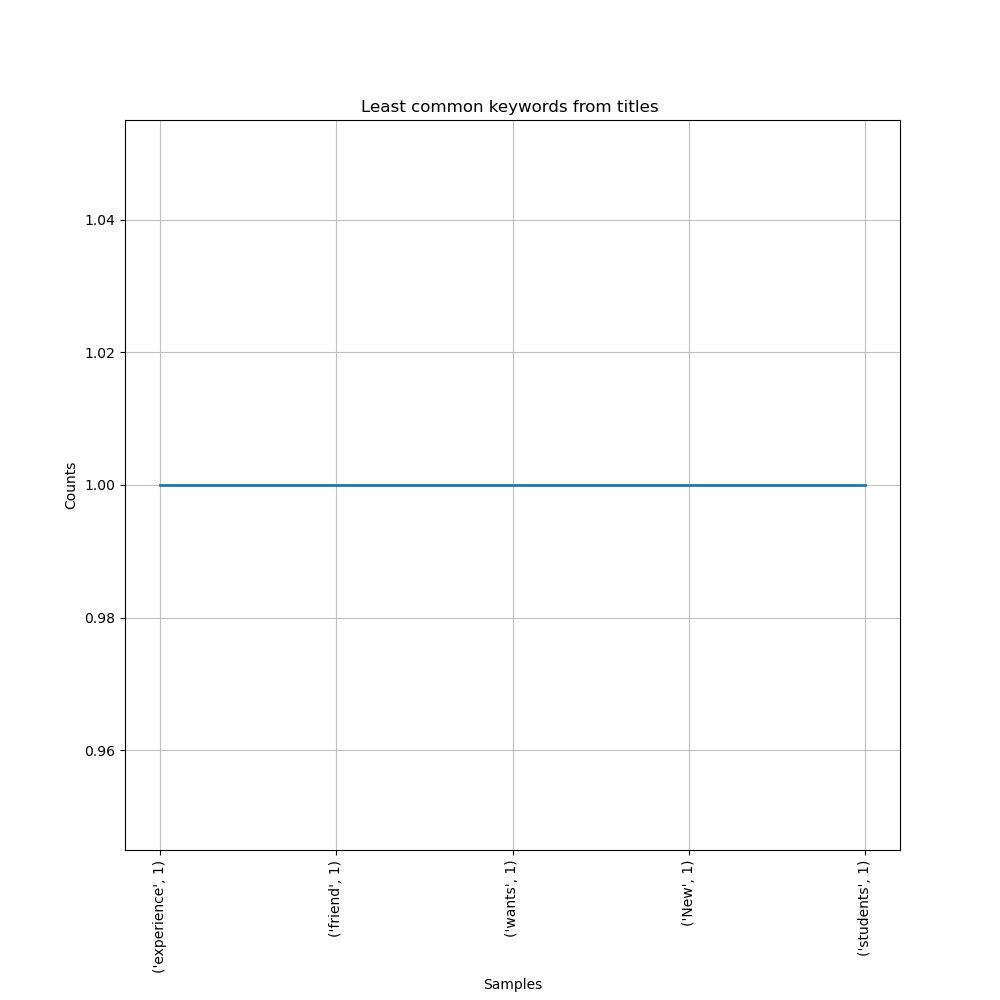 Least common keywords from titles
1.04
1.02
1.00
0.98
0.96
Counts
('experience', 1)
('friend', 1)
('wants', 1)
('New', 1)
('students', 1)
Samples